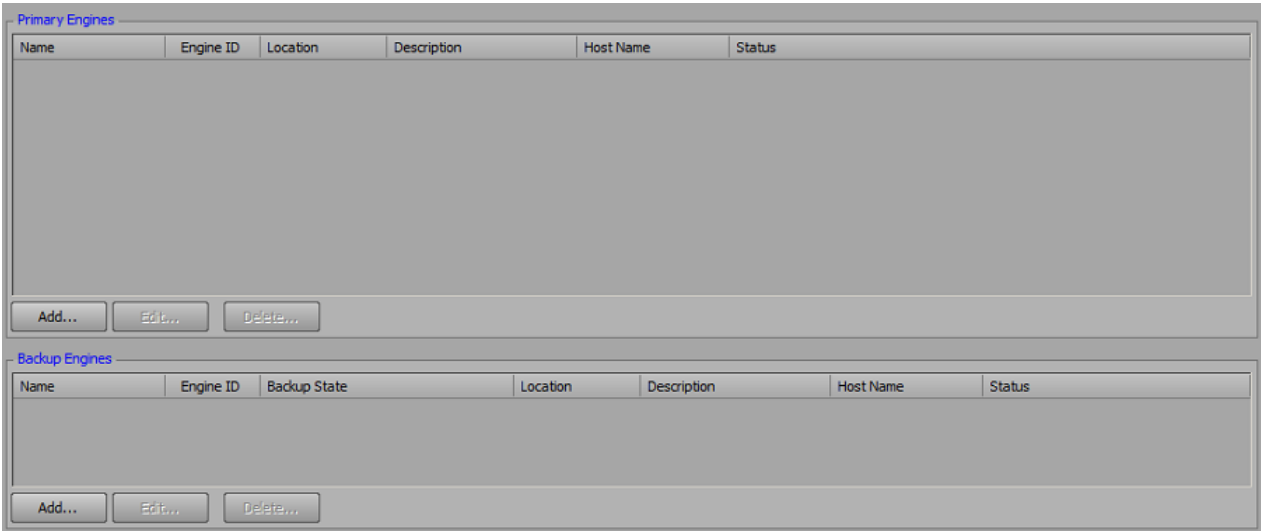 Primary Engines
Name Engine ID Location Description Host Name Status
Add... Edit... Delete...
Backup Engines
Name Engine ID Backup State Location Description Host Name Status
Add... Edit... Delete...